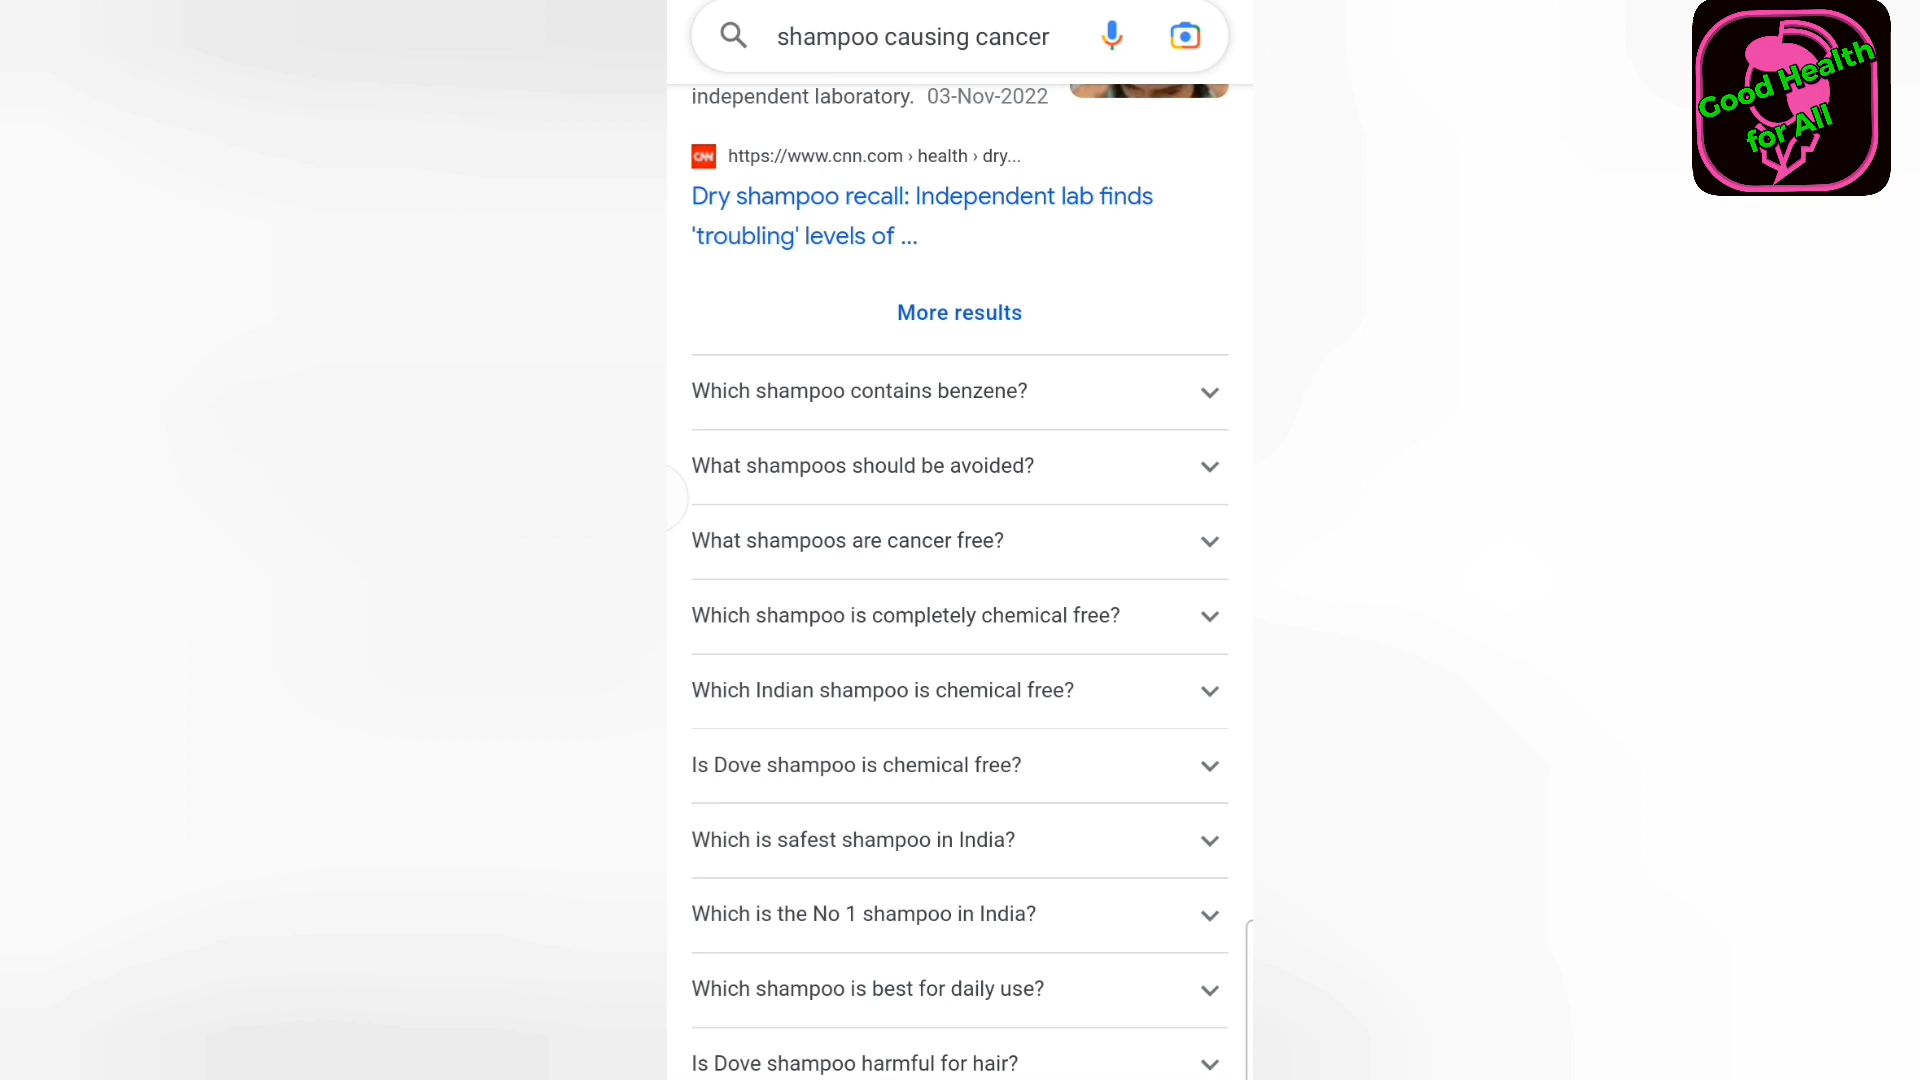 shampoo causing cancer
independent laboratory. 03-Nov-2022
CNN https://www.cnn.com › health › dry...
Dry shampoo recall: Independent lab finds
'troubling' levels of ...
More results
Which shampoo contains benzene?
What shampoos should be avoided?
What shampoos are cancer free?
Which shampoo is completely chemical free?
Which Indian shampoo is chemical free?
Is Dove shampoo is chemical free?
Which is safest shampoo in India?
Which is the No 1 shampoo in India?
Which shampoo is best for daily use?
Is Dove shampoo harmful for hair?
Good Health
for All